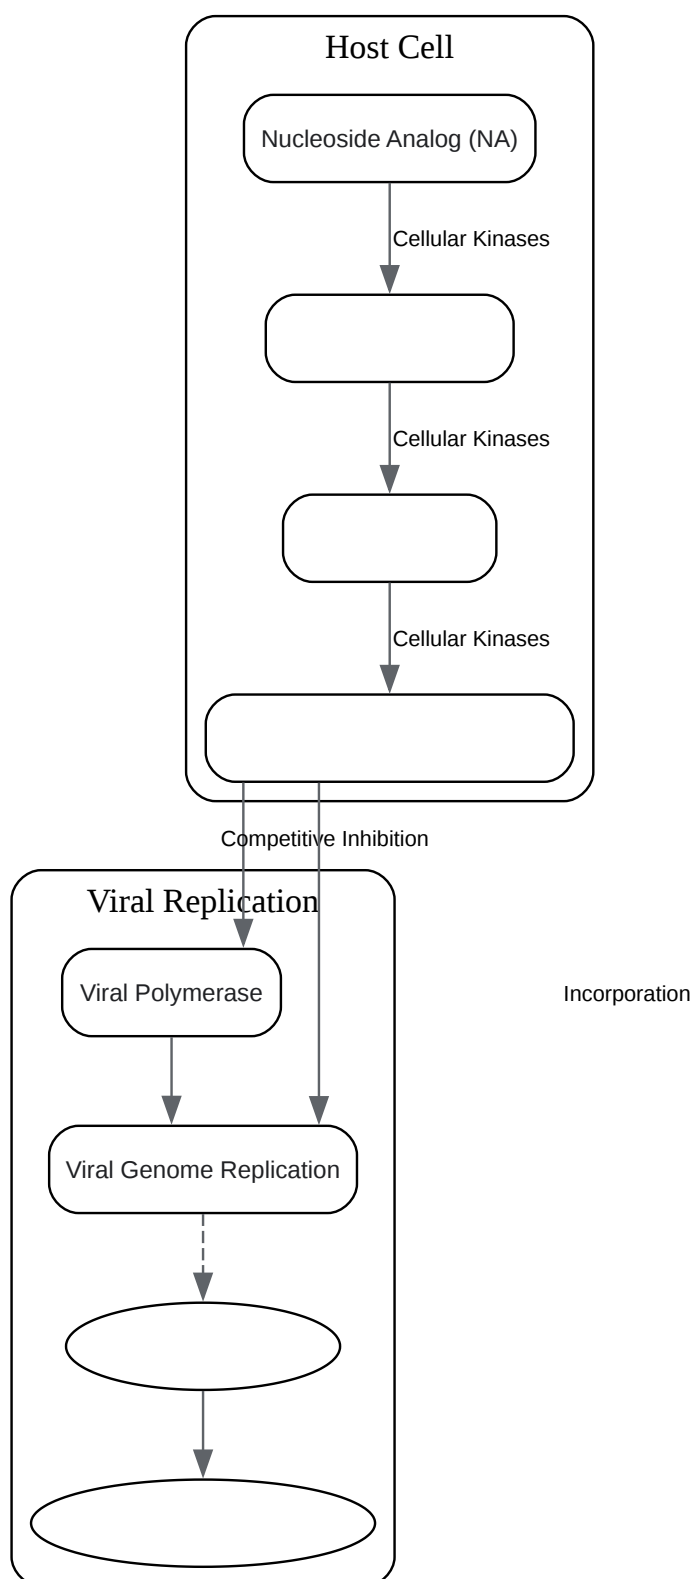 Host Cell
Nucleoside Analog (NA)
Cellular Kinases
Cellular Kinases
Cellular Kinases
Competitive Inhibition
Viral Replication
Viral Polymerase
Incorporation
Viral Genome Replication